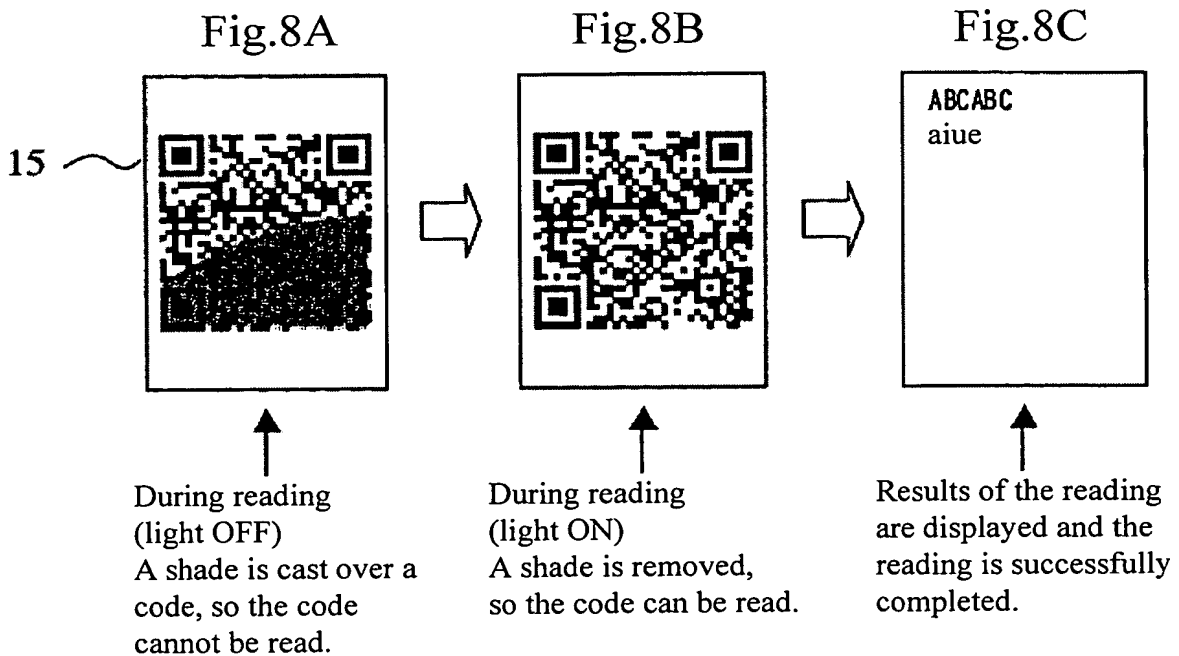 Fig.8A
Fig.8B
Fig.8C
15
ABCABC
aiue
During reading
(light OFF)
A shade is cast over a
code, so the code
cannot be read.
During reading
(light ON)
A shade is removed,
so the code can be read.
Results of the reading
are displayed and the
reading is successfully
completed.